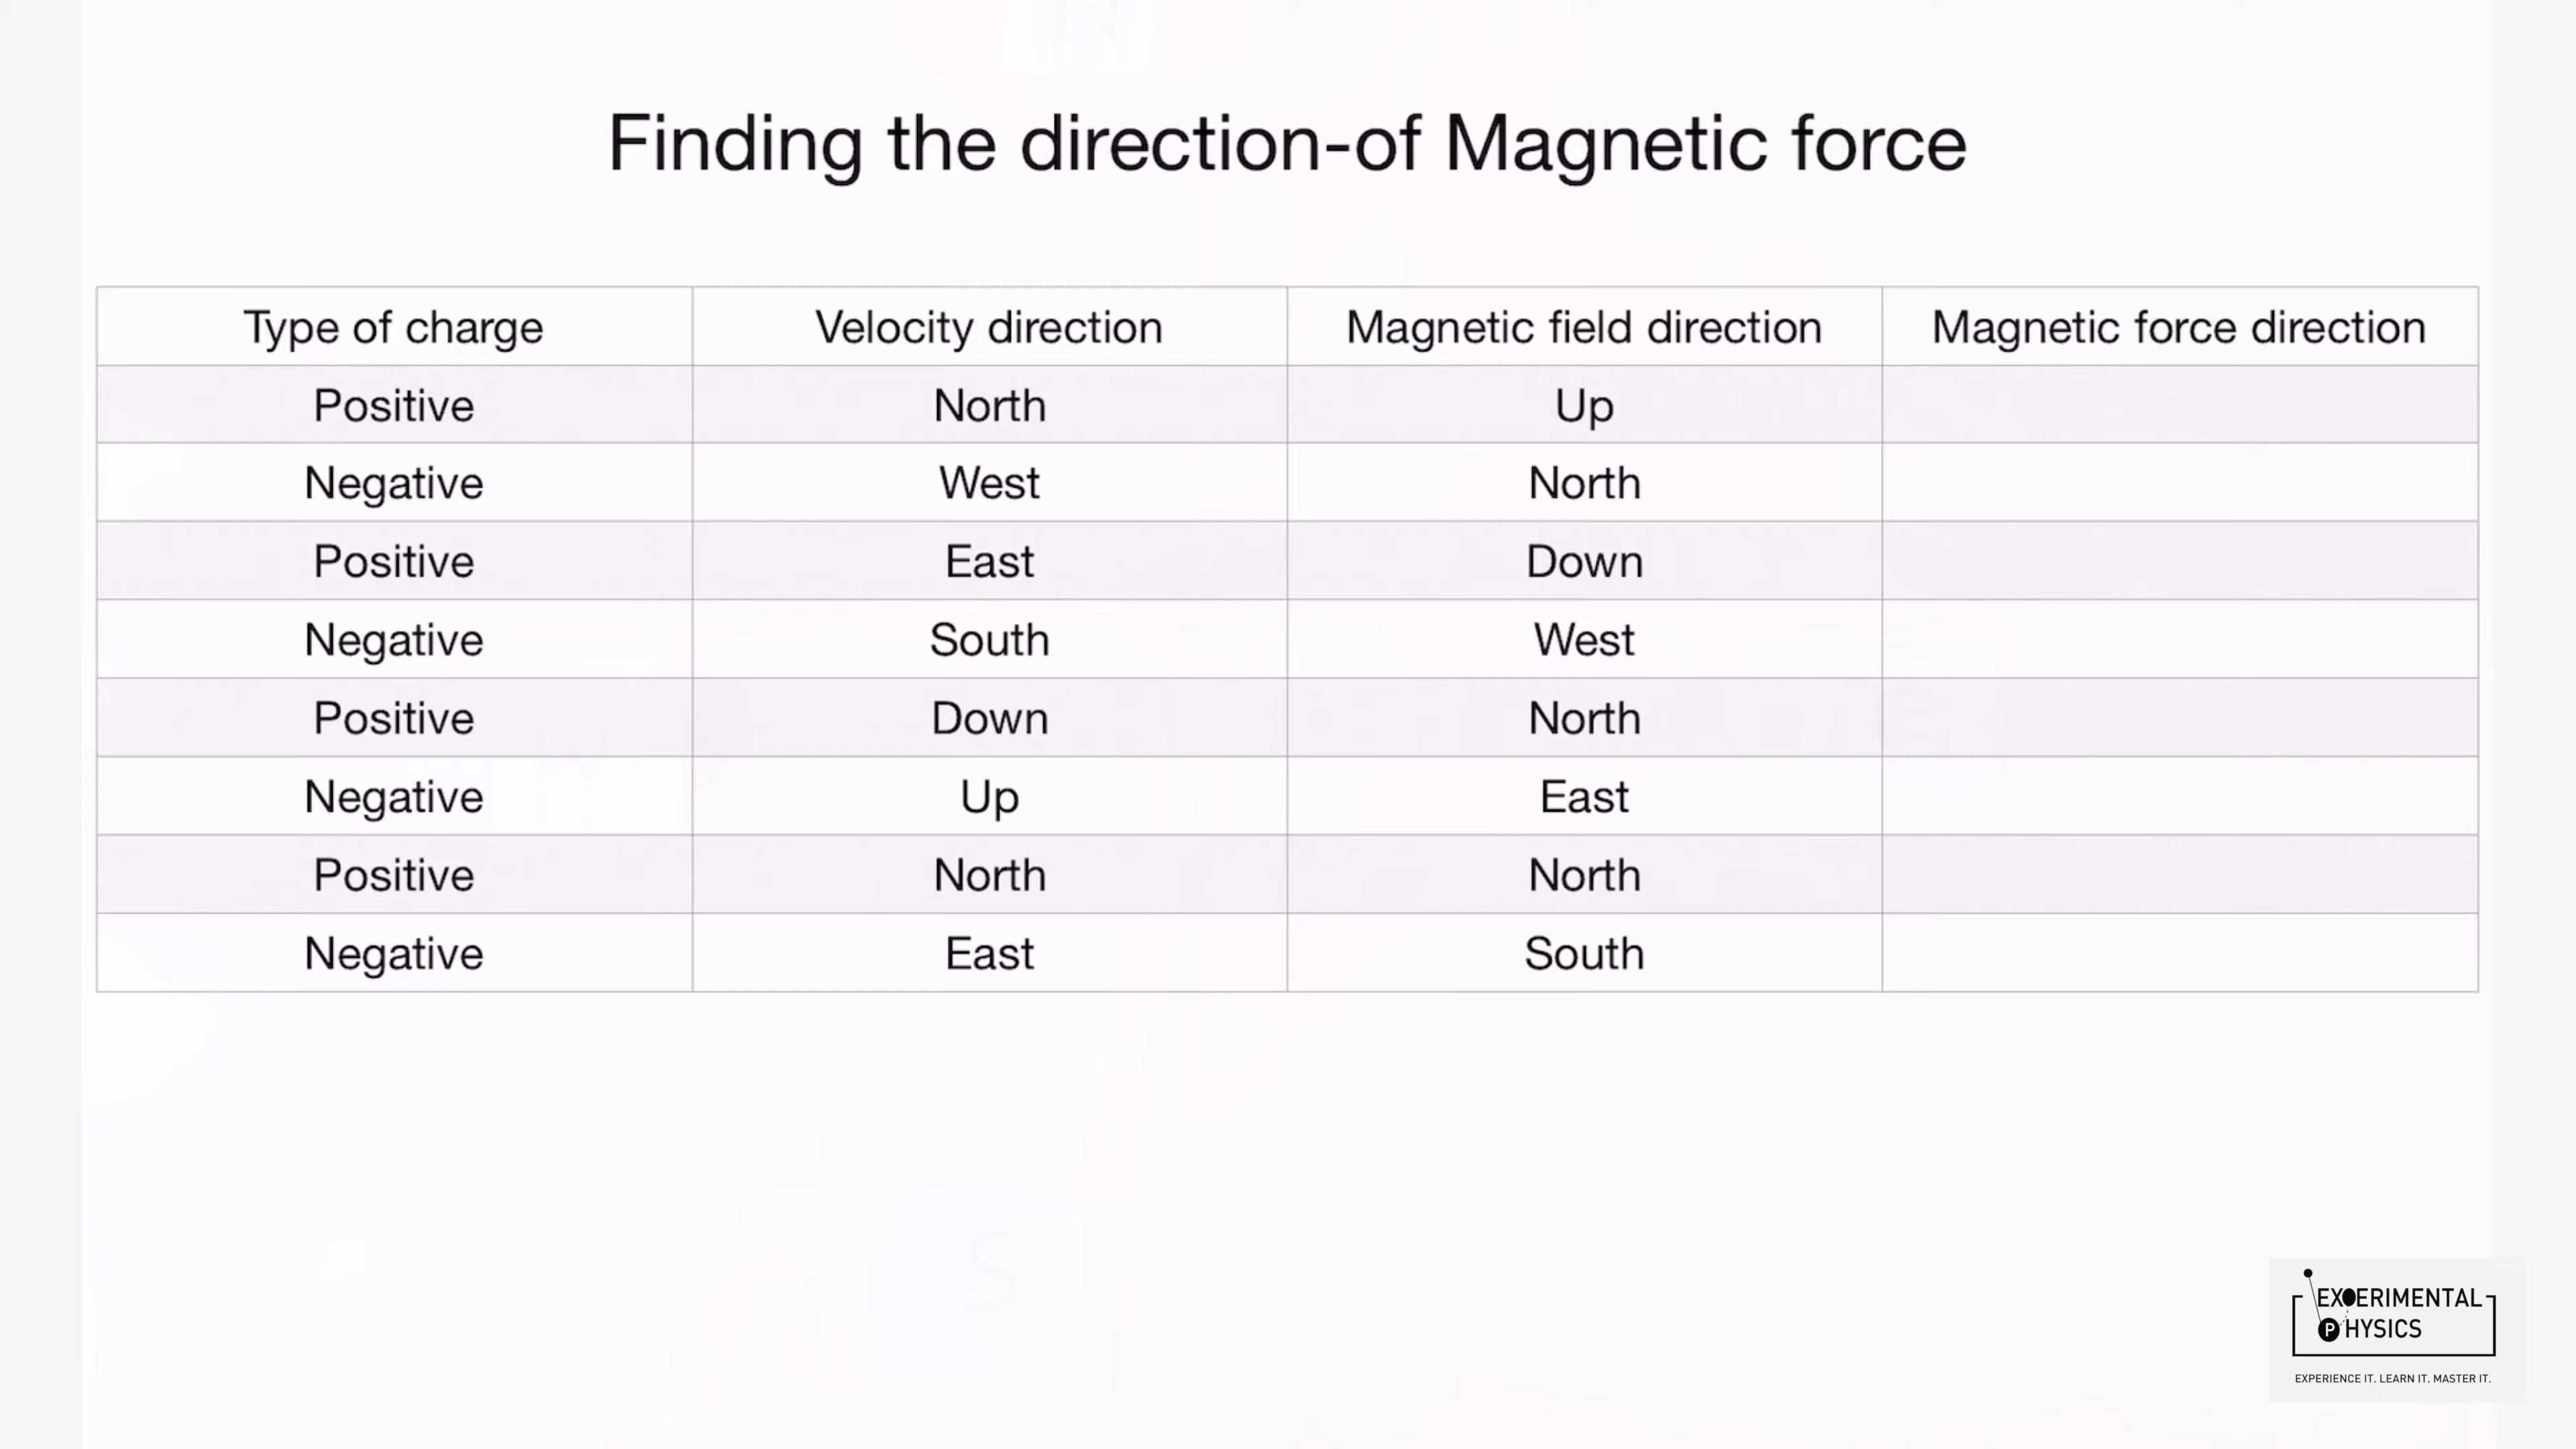 Finding the direction-of Magnetic force
Type of charge Velocity direction Magnetic field direction Magnetic force direction
Positive North Up
Negative West North
Positive East Down
Negative South West
Positive Down North
Negative Up East
Positive North North
Negative East South
EXPERIMENTAL
PHYSICS
EXPERIENCE IT. LEARN IT. MASTER IT.